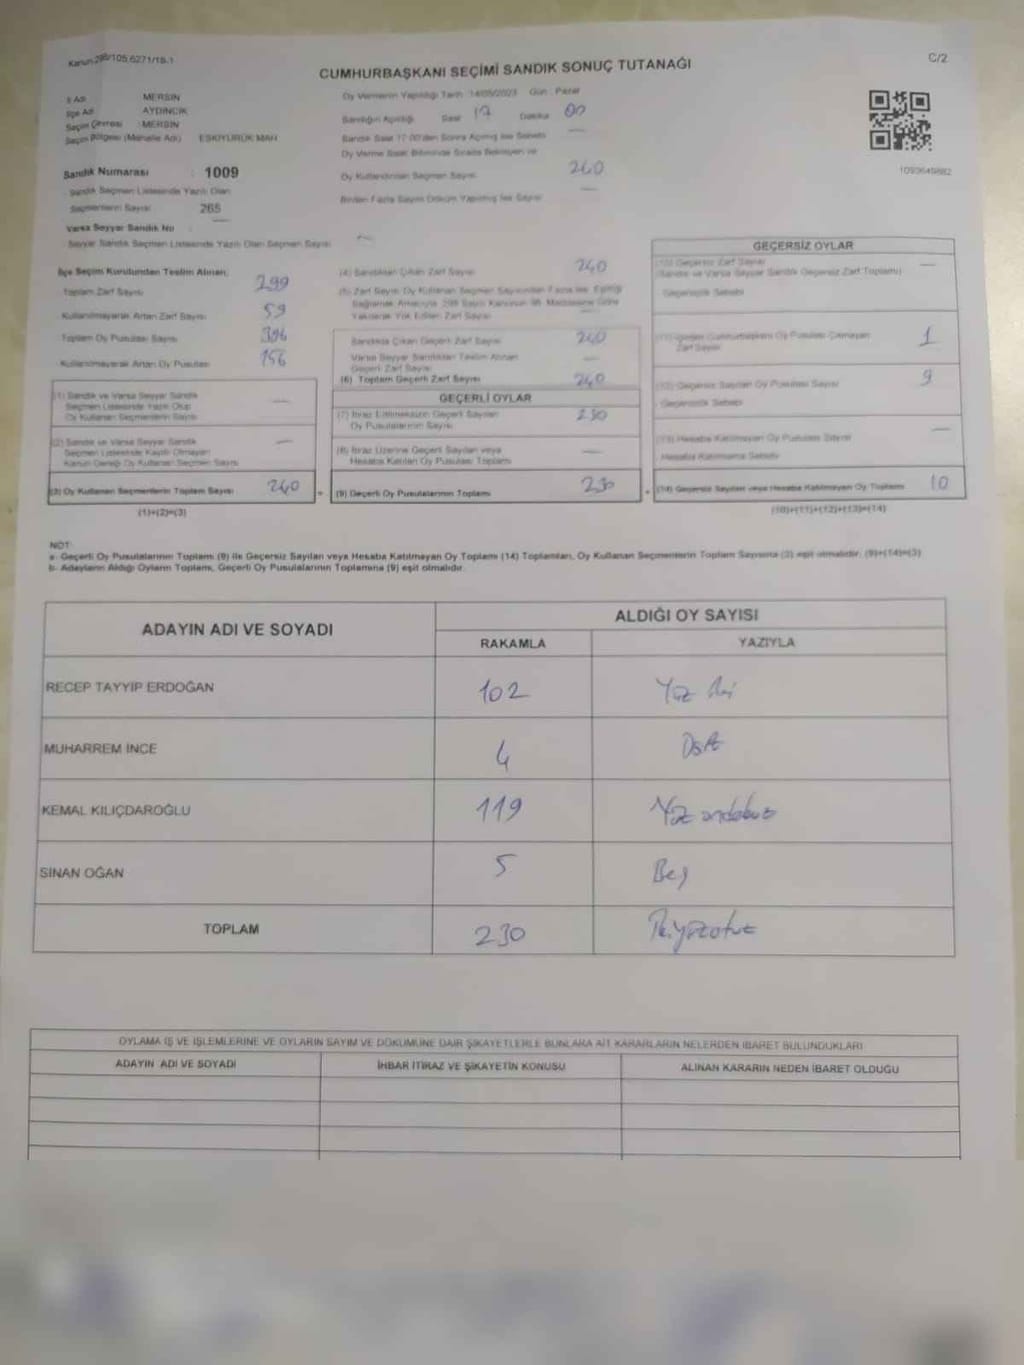 Kanun 298/105,6271/18-1
C/2
CUMHURBAŞKANI SEÇİMİ SANDIK SONUÇ TUTANAĞI
İl Adı MERSİN
İlçe Adı AYDINCIK
Seçim Çevresi : MERSİN
Seçim Bölgesi (Mahalle Adı) ESKİYÜRÜK MAH
Sandık Numarası : 1009
Sandık Seçmen Listesinde Yazılı Olan
Seçmenlerin Sayısı 265
Varsa Seyyar Sandık No
Seyyar Sandık Seçmen Listesinde Yazılı Olan Seçmen Sayısı
Oy Vermenin Yapıldığı Tarih : 14/05/2023 Gün : Pazar
Sandığın Açıldığı Saat 17 Dakika 00
Sandık Saat 17:00'den Sonra Açılmış İse Sebebi
Oy Verme Saati Bitiminde Sırada Bekleyen ve
Oy Kullandırılan Seçmen Sayısı 240
Birden Fazla Sayım Döküm Yapılmış İse Sayısı
1093649882
İlçe Seçim Kurulundan Teslim Alınan;
Toplam Zarf Sayısı 299
Kullanılmayarak Artan Zarf Sayısı 59
Toplam Oy Pusulası Sayısı 396
Kullanılmayarak Artan Oy Pusulası 156
(1) Sandık ve Varsa Seyyar Sandık
Seçmen Listesinde Yazılı Olup
Oy Kullanan Seçmenlerin Sayısı
(2) Sandık ve Varsa Seyyar Sandık
Seçmen Listesinde Kayıtlı Olmayan
Kanun Gereği Oy Kullanan Seçmen Sayısı
(3) Oy Kullanan Seçmenlerin Toplam Sayısı 240
(1)+(2)=(3)
(4) Sandıktan Çıkan Zarf Sayısı 240
(5) Zarf Sayısı Oy Kullanan Seçmen Sayısından Fazla İse, Eşitliği
Sağlamak Amacıyla 298 Sayılı Kanunun 98. Maddesine Göre
Yakılarak Yok Edilen Zarf Sayısı
Sandıkta Çıkan Geçerli Zarf Sayısı 240
Varsa Seyyar Sandıktan Teslim Alınan
Geçerli Zarf Sayısı
(6) Toplam Geçerli Zarf Sayısı 240
GEÇERLİ OYLAR
(7) İtiraz Edilmeksizin Geçerli Sayılan
Oy Pusulalarının Sayısı 230
(8) İtiraz Üzerine Geçerli Sayılan veya
Hesaba Katılan Oy Pusulası Toplamı
(9) Geçerli Oy Pusulalarının Toplamı 230
GEÇERSİZ OYLAR
(10) Geçersiz Zarf Sayısı
(Sandık ve Varsa Seyyar Sandık Geçersiz Zarf Toplamı)
Geçersizlik Sebebi
(11) İçinden Cumhurbaşkanı Oy Pusulası Çıkmayan
Zarf Sayısı 1
(12) Geçersiz Sayılan Oy Pusulası Sayısı 9
Geçersizlik Sebebi
(13) Hesaba Katılmayan Oy Pusulası Sayısı
Hesaba Katılmama Sebebi
(14) Geçersiz Sayılan veya Hesaba Katılmayan Oy Toplamı 10
(10)+(11)+(12)+(13)=(14)
NOT:
a- Geçerli Oy Pusulalarının Toplamı (9) ile Geçersiz Sayılan veya Hesaba Katılmayan Oy Toplamı (14) Toplamları, Oy Kullanan Seçmenlerin Toplam Sayısına (3) eşit olmalıdır. (9)+(14)=(3)
b- Adayların Aldığı Oyların Toplamı, Geçerli Oy Pusulalarının Toplamına (9) eşit olmalıdır.
ADAYIN ADI VE SOYADI ALDIĞI OY SAYISI
RAKAMLA YAZIYLA
RECEP TAYYİP ERDOĞAN 102 Yüz iki
MUHARREM İNCE 4 Dört
KEMAL KILIÇDAROĞLU 119 Yüz ondokuz
SİNAN OĞAN 5 Beş
TOPLAM 230 İkiyüzotuz
OYLAMA İŞ VE İŞLEMLERİNE VE OYLARIN SAYIM VE DÖKÜMÜNE DAİR ŞİKAYETLERLE BUNLARA AİT KARARLARIN NELERDEN İBARET BULUNDUKLARI
ADAYIN ADI VE SOYADI İHBAR İTİRAZ VE ŞİKAYETİN KONUSU ALINAN KARARIN NEDEN İBARET OLDUĞU